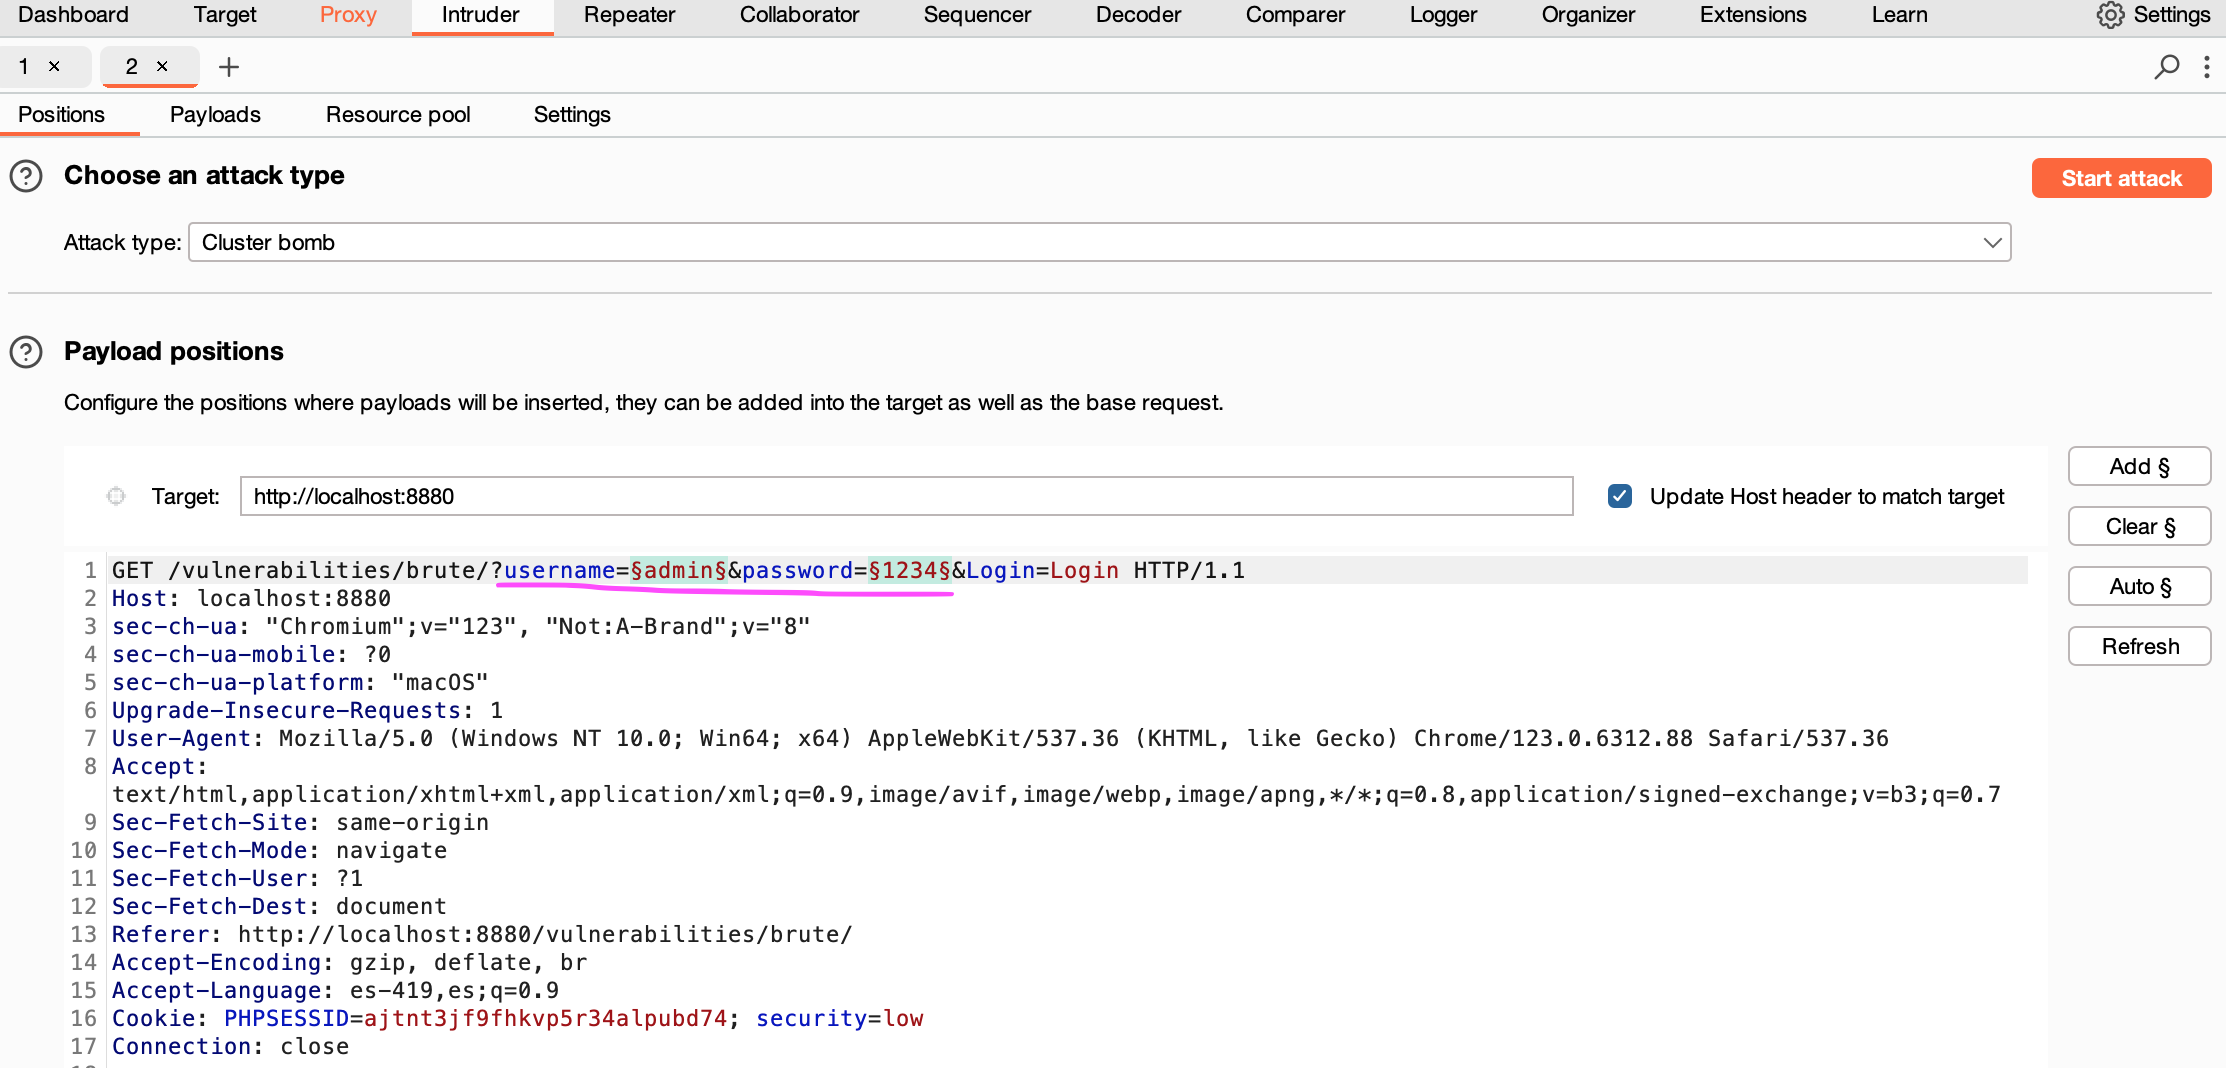 Dashboard Target Proxy Intruder Repeater Collaborator Sequencer Decoder Comparer Logger Organizer Extensions Learn Settings
1 × 2 × +
Positions Payloads Resource pool Settings
Choose an attack type
Start attack
Attack type: Cluster bomb
Payload positions
Configure the positions where payloads will be inserted, they can be added into the target as well as the base request.
Add §
Target: http://localhost:8880 Update Host header to match target
Clear §
Auto §
Refresh
1 GET /vulnerabilities/brute/?username=§admin§&password=§1234§&Login=Login HTTP/1.1
2 Host: localhost:8880
3 sec-ch-ua: "Chromium";v="123", "Not:A-Brand";v="8"
4 sec-ch-ua-mobile: ?0
5 sec-ch-ua-platform: "macOS"
6 Upgrade-Insecure-Requests: 1
7 User-Agent: Mozilla/5.0 (Windows NT 10.0; Win64; x64) AppleWebKit/537.36 (KHTML, like Gecko) Chrome/123.0.6312.88 Safari/537.36
8 Accept:
text/html,application/xhtml+xml,application/xml;q=0.9,image/avif,image/webp,image/apng,*/*;q=0.8,application/signed-exchange;v=b3;q=0.7
9 Sec-Fetch-Site: same-origin
10 Sec-Fetch-Mode: navigate
11 Sec-Fetch-User: ?1
12 Sec-Fetch-Dest: document
13 Referer: http://localhost:8880/vulnerabilities/brute/
14 Accept-Encoding: gzip, deflate, br
15 Accept-Language: es-419,es;q=0.9
16 Cookie: PHPSESSID=ajtnt3jf9fhkvp5r34alpubd74; security=low
17 Connection: close